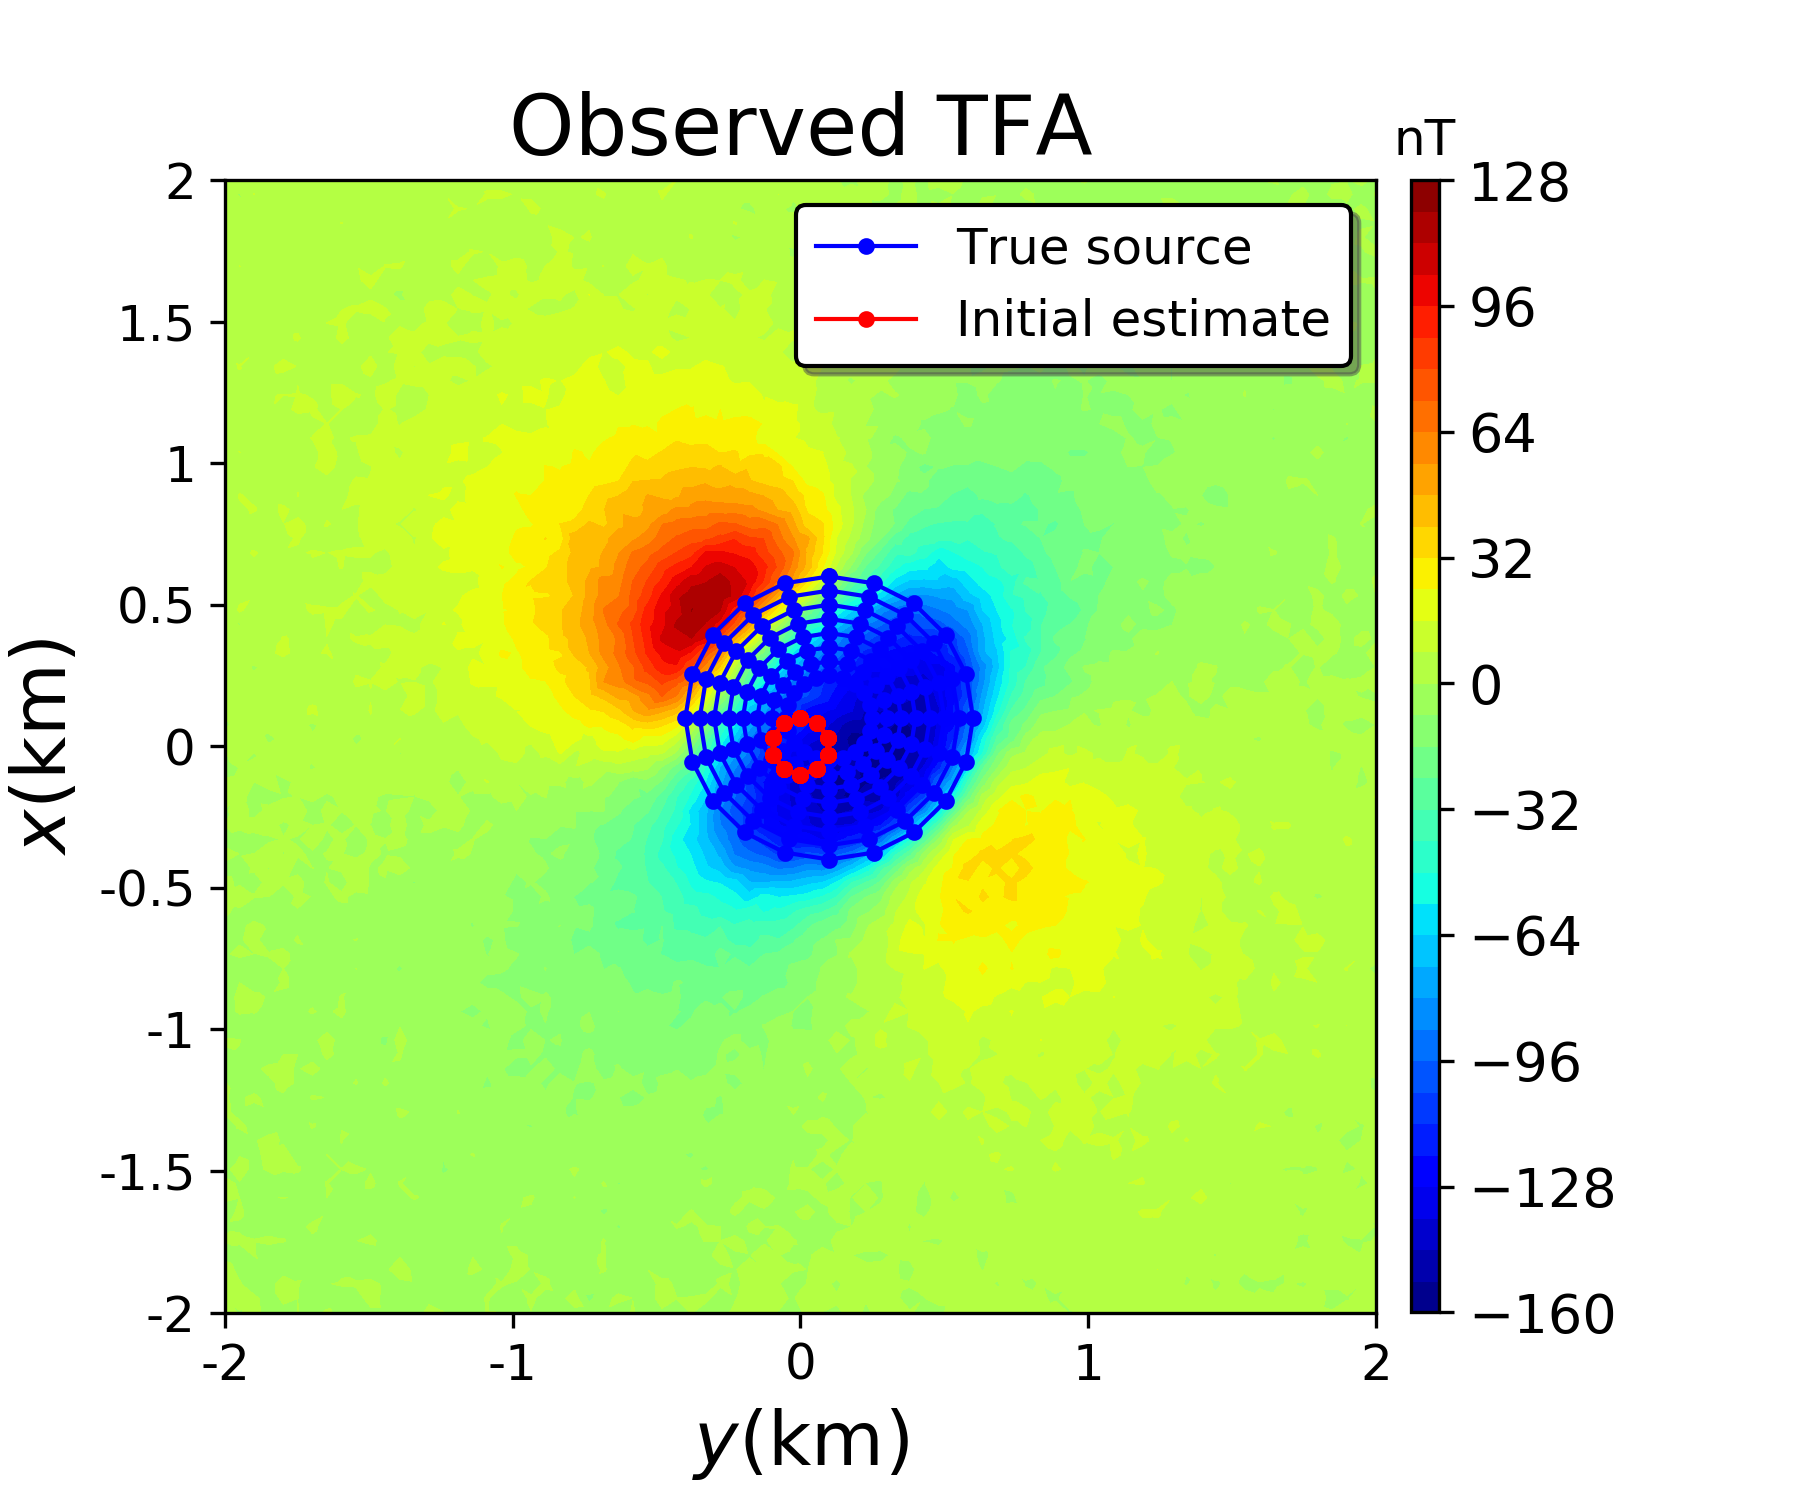 Observed TFA
nT
True source
Initial estimate
2
1.5
1
0.5
0
-0.5
-1
-1.5
-2
x(km)
-2 -1 0 1 2
y(km)
128
96
64
32
0
−32
−64
−96
−128
−160